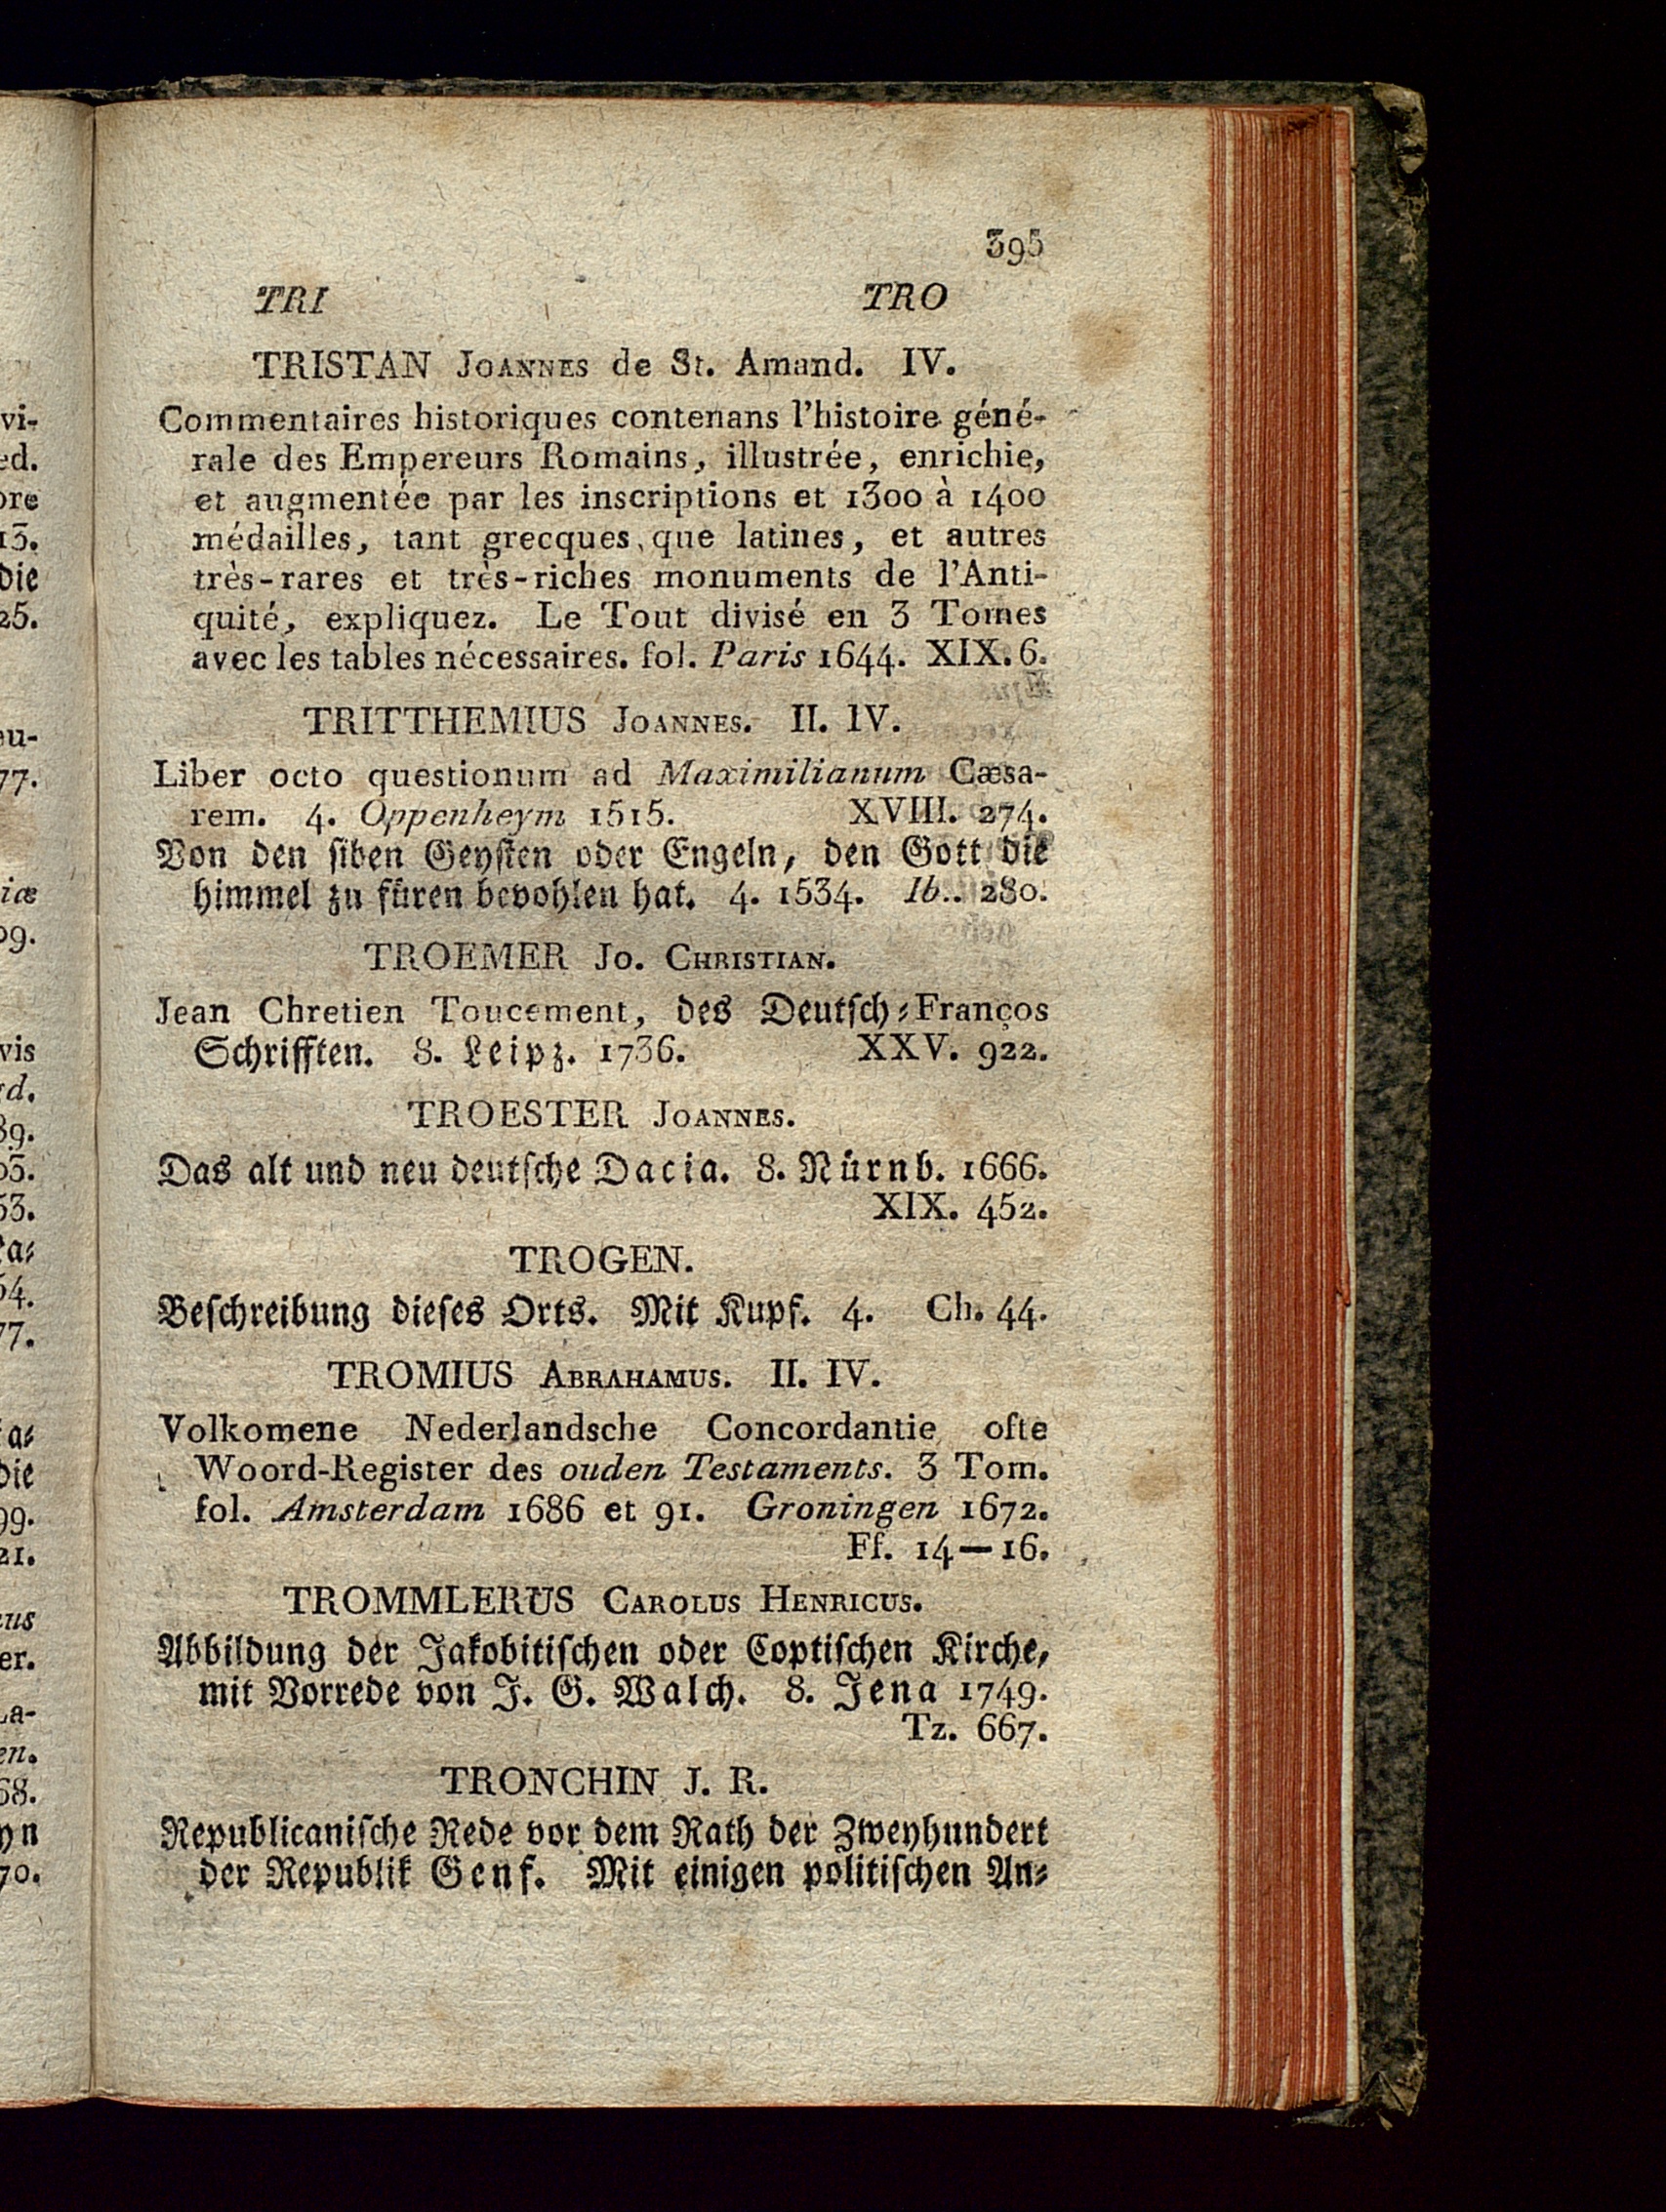 395
TRI TRO
TRISTAN JOANNES de St. Amand. IV.
Commentaires historiques contenans l'histoire géné-
rale des Empereurs Romains, illustrée, enrichie,
et augmentée par les inscriptions et 1300 à 1400
médailles, tant grecques, que latines, et autres
très-rares et très-riches monuments de l'Anti-
quité, expliquez. Le Tout divisé en 3 Tomes
avec les tables nécessaires. fol. Paris 1644. XIX. 6.
TRITTHEMIUS JOANNES. II. IV.
Liber octo questionum ad Maximilianum Cæsa-
rem. 4. Oppenheym 1515. XVIII. 274.
Von den ſiben Geyſten oder Engeln, den Gott die
himmel zu füren bevohlen hat. 4. 1534. Ib.. 280.
TROEMER JO. CHRISTIAN.
Jean Chretien Toucement, des Deutſch⸗François
Schrifften. 8. Leipz. 1736. XXV. 922.
TROESTER JOANNES.
Das alt und neu deutſche Dacia. 8. Nürnb. 1666.
XIX. 452.
TROGEN.
Beſchreibung dieſes Orts. Mit Kupf. 4. Ch. 44.
TROMIUS ABRAHAMUS. II. IV.
Volkomene Nederlandsche Concordantie ofte
Woord-Register des ouden Testaments. 3 Tom.
fol. Amsterdam 1686 et 91. Groningen 1672.
Ff. 14—16.
TROMMLERUS CAROLUS HENRICUS.
Abbildung der Jakobitiſchen oder Coptiſchen Kirche,
mit Vorrede von J. G. Walch. 8. Jena 1749.
Tz. 667.
TRONCHIN J. R.
Republicaniſche Rede vor dem Rath der Zweyhundert
der Republik Genf. Mit einigen politiſchen An⸗